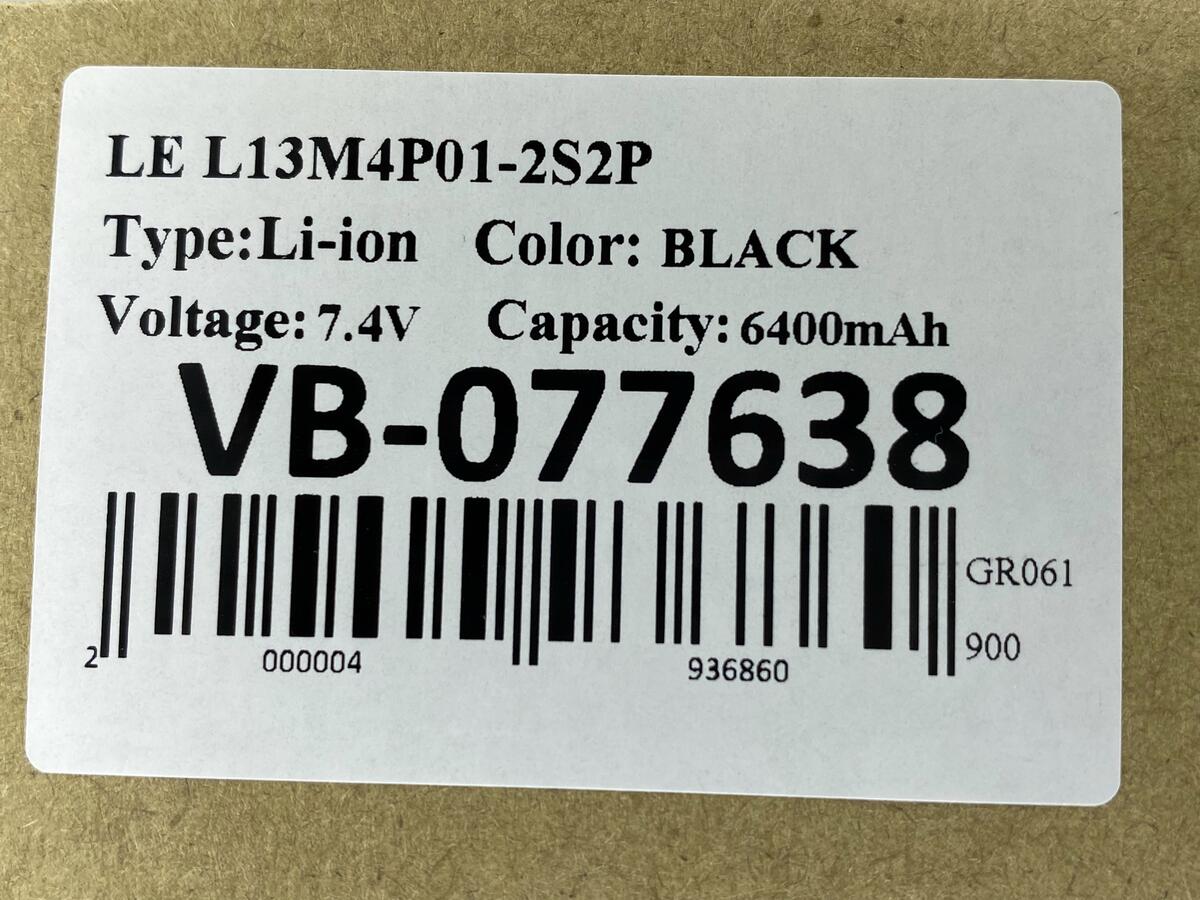 LE L13M4P01-2S2P
Type:Li-ion Color: BLACK
Voltage: 7.4V Capacity: 6400mAh
VB-077638
GR061
900
2 000004 936860